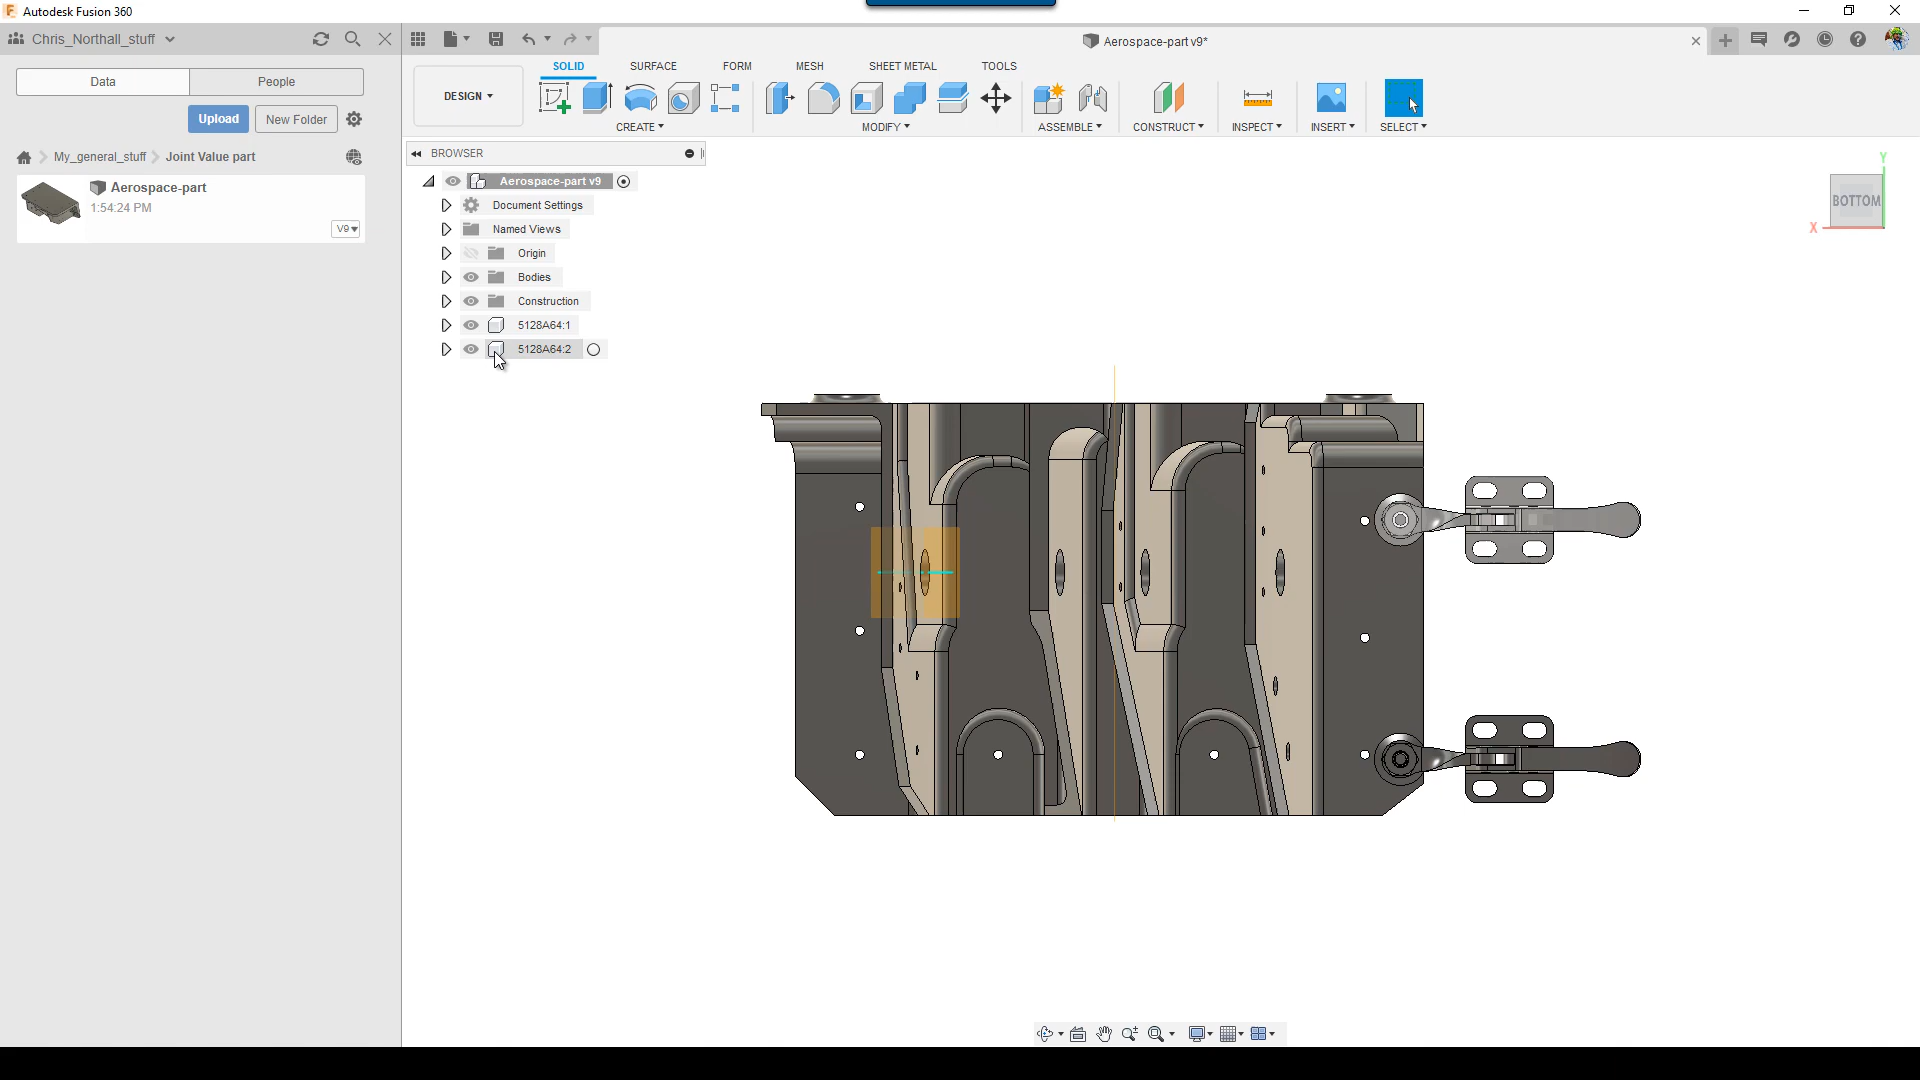 Autodesk Fusion 360
Chris_Northall_stuff
Aerospace-part v9*
Data
People
Upload
New Folder
My_general_stuff
Joint Value part
Aerospace-part
1:54:24 PM
V9
DESIGN
SOLID
SURFACE
FORM
MESH
SHEET METAL
TOOLS
CREATE
MODIFY
ASSEMBLE
CONSTRUCT
INSPECT
INSERT
SELECT
BROWSER
Aerospace-part v9
Document Settings
Named Views
Origin
Bodies
Construction
5128A64:1
5128A64:2
Y
BOTTOM
X